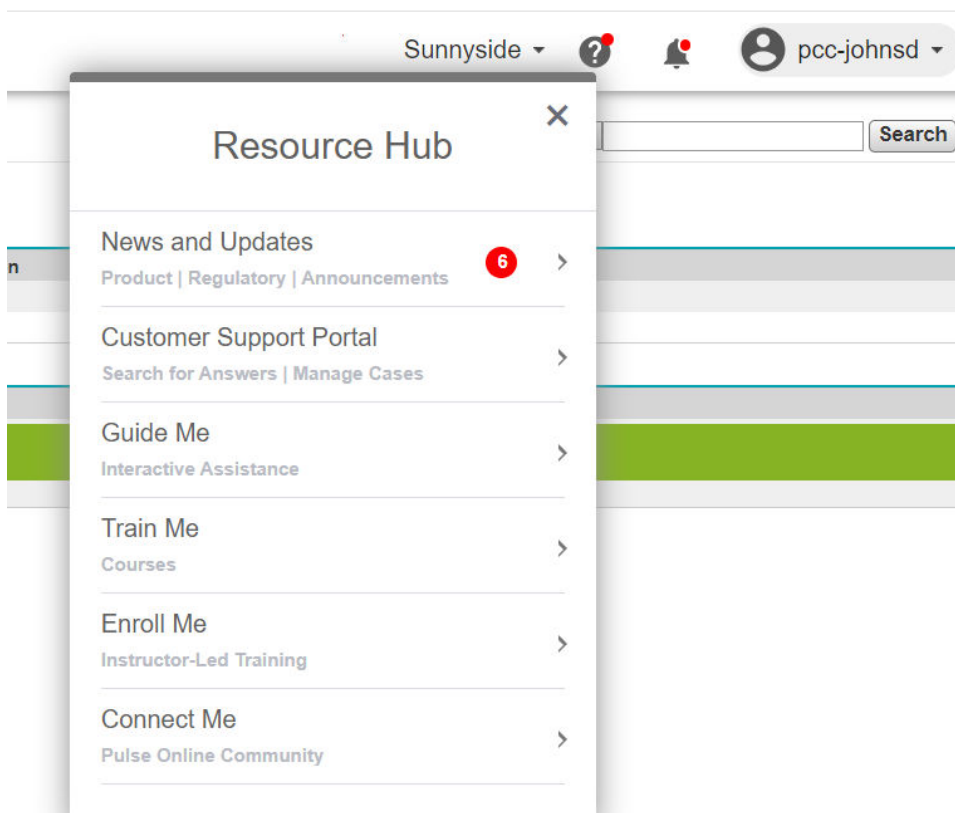 Sunnyside
pcc-johnsd
Resource Hub
Search
News and Updates
Product | Regulatory | Announcements
6
n
Customer Support Portal
Search for Answers | Manage Cases
Guide Me
Interactive Assistance
Train Me
Courses
Enroll Me
Instructor-Led Training
Connect Me
Pulse Online Community